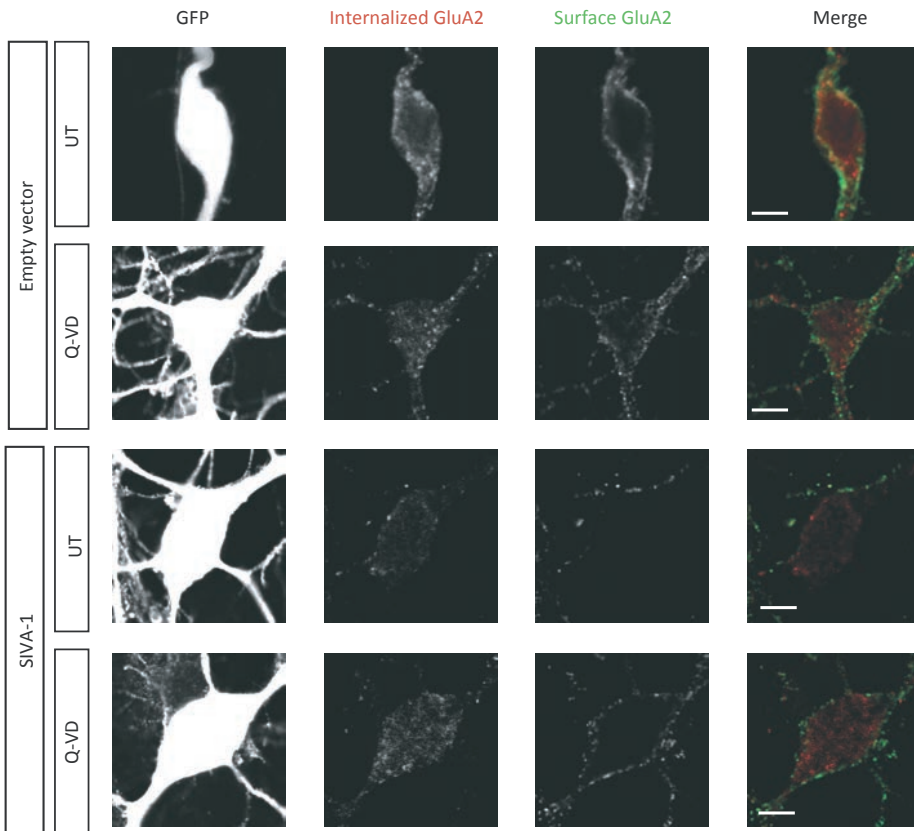 GFP
Internalized GluA2
Surface GluA2
Merge
Empty vector
UT
Q-VD
SIVA-1
UT
Q-VD